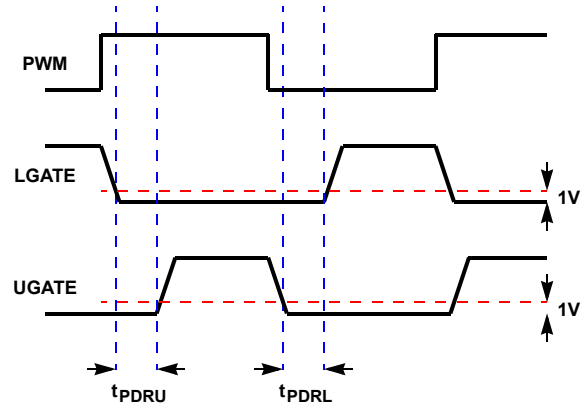 PWM
LGATE
1V
UGATE
1V
tPDRU
tPDRL